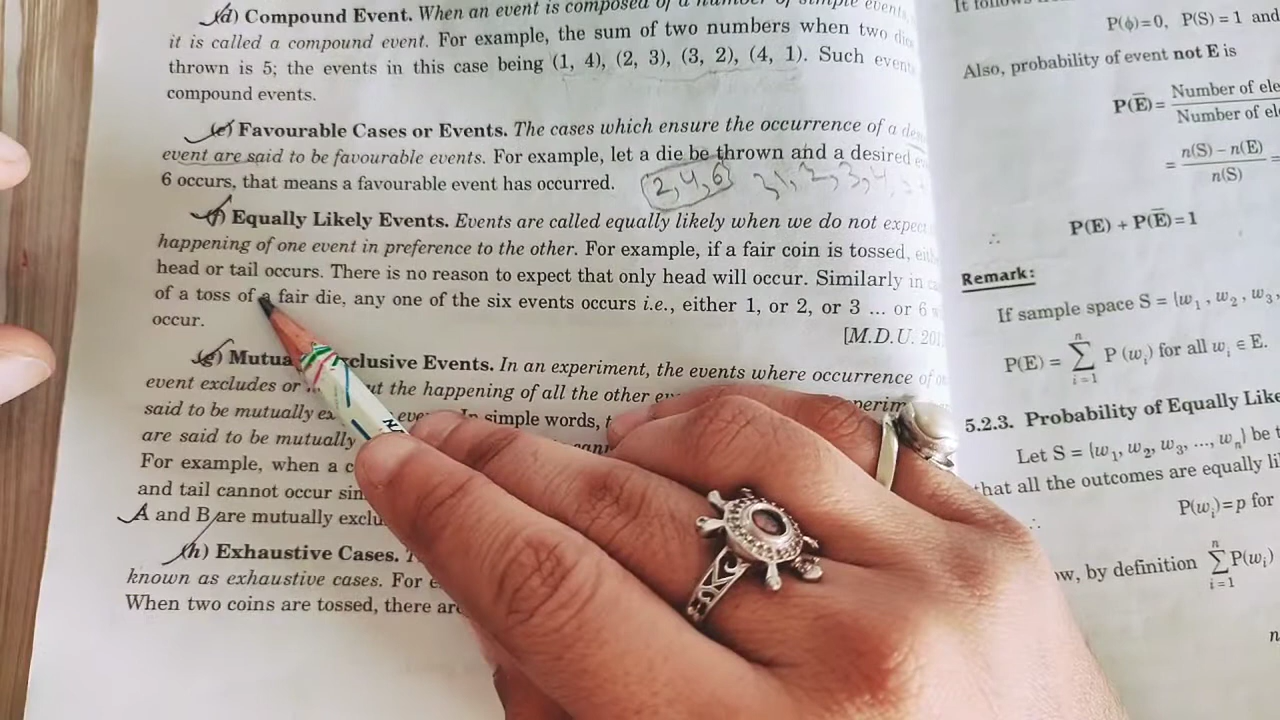 (d) Compound Event. When an event is composed of a number of simple events,
it is called a compound event. For example, the sum of two numbers when two
thrown is 5; the events in this case being (1, 4), (2, 3), (3, 2), (4, 1). Such
compound events.
(e) Favourable Cases or Events. The cases which ensure the occurrence of a
event are said to be favourable events. For example, let a die be thrown and a desired
6 occurs, that means a favourable event has occurred.
2, 4, 6
(f) Equally Likely Events. Events are called equally likely when we do not expect
happening of one event in preference to the other. For example, if a fair coin is tossed,
head or tail occurs. There is no reason to expect that only head will occur. Similarly in
of a toss of a fair die, any one of the six events occurs i.e., either 1, or 2, or 3 ... or 6
occur.
[M.D.U.
(g) Exclusive Events. In an experiment, the events where occurrence of
event excludes or the happening of all the other
said to be mutually In simple words,
are said to be mutually
For example, when a
and tail cannot occur
A and B are mutually
(h) Exhaustive Cases.
known as exhaustive cases. For
When two coins are tossed, there are
P(φ)=0, P(S) = 1 and
Also, probability of event not E is
P(E̅) = Number of
Number of
= n(S) – n(E)
n(S)
=
∴ P(E) + P(E̅) = 1
Remark:
If sample space S = {w₁, w₂, w₃,
P(E) = Σ P (wᵢ) for all wᵢ ∈ E.
n
i = 1
5.2.3. Probability of Equally
Let S = {w₁, w₂, w₃, ..., wₙ} be
that all the outcomes are equally
∴ P(wᵢ) = p for
by definition Σ P(wᵢ)
n
i = 1
n